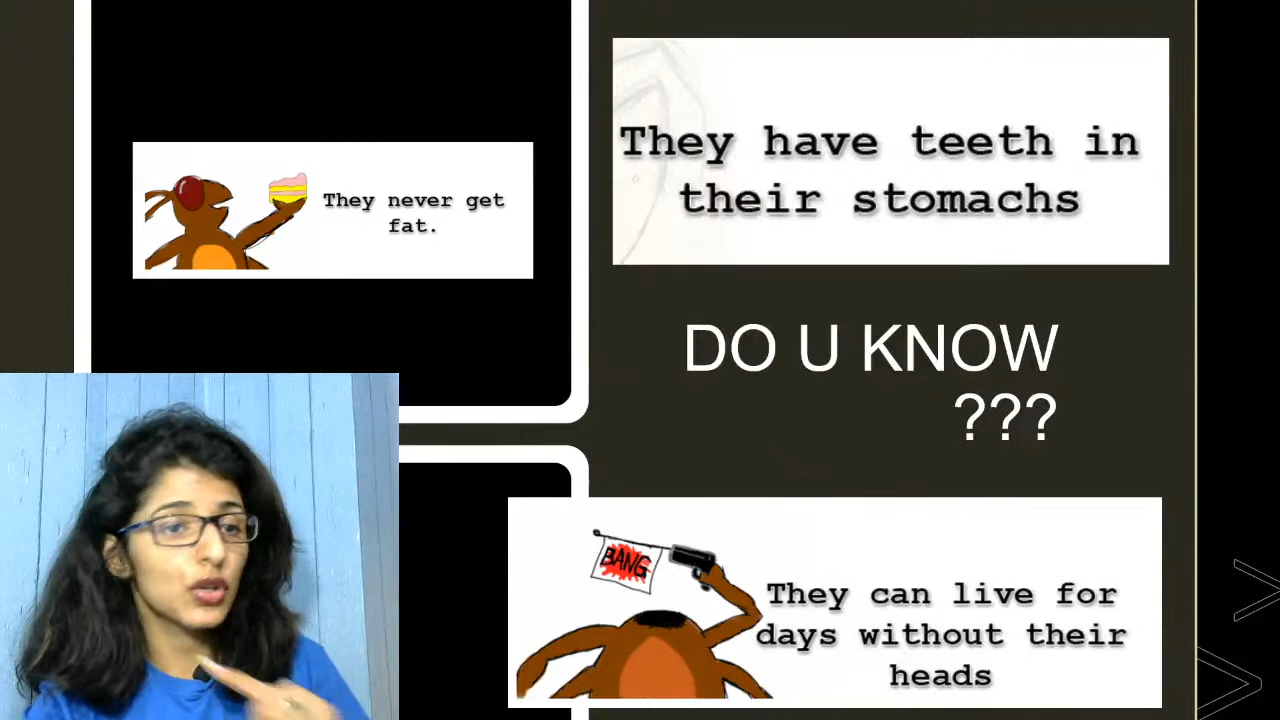 They have teeth in
their stomachs
They never get
fat.
DO U KNOW
???
BANG
They can live for
days without their
heads